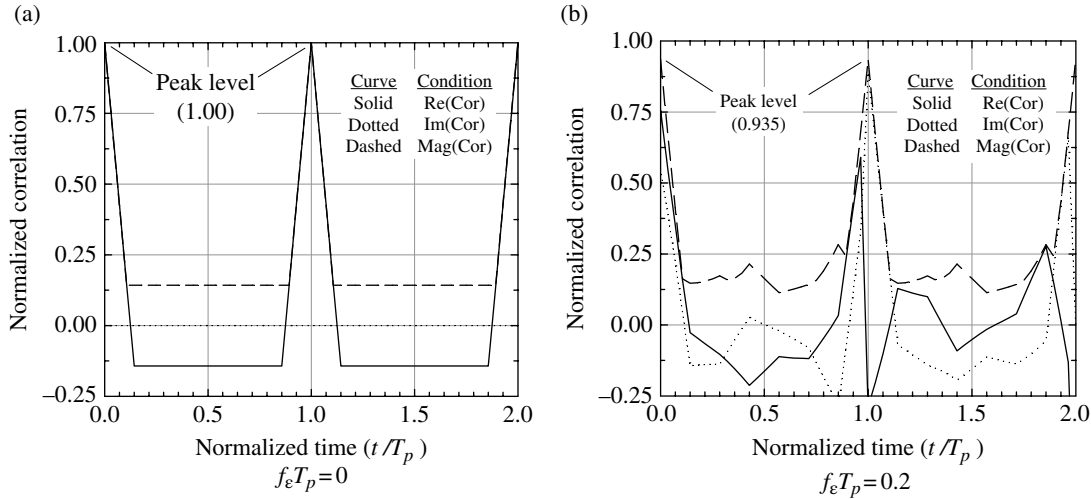 (a)
1.00
0.75
0.50
0.25
0.00
–0.25
Normalized correlation
Peak level
(1.00)
Curve Condition
Solid Re(Cor)
Dotted Im(Cor)
Dashed Mag(Cor)
0.0 0.5 1.0 1.5 2.0
Normalized time (t /Tp )
fεTp = 0
(b)
1.00
0.75
0.50
0.25
0.00
–0.25
Normalized correlation
Peak level
(0.935)
Curve Condition
Solid Re(Cor)
Dotted Im(Cor)
Dashed Mag(Cor)
0.0 0.5 1.0 1.5 2.0
Normalized time (t /Tp )
fεTp = 0.2